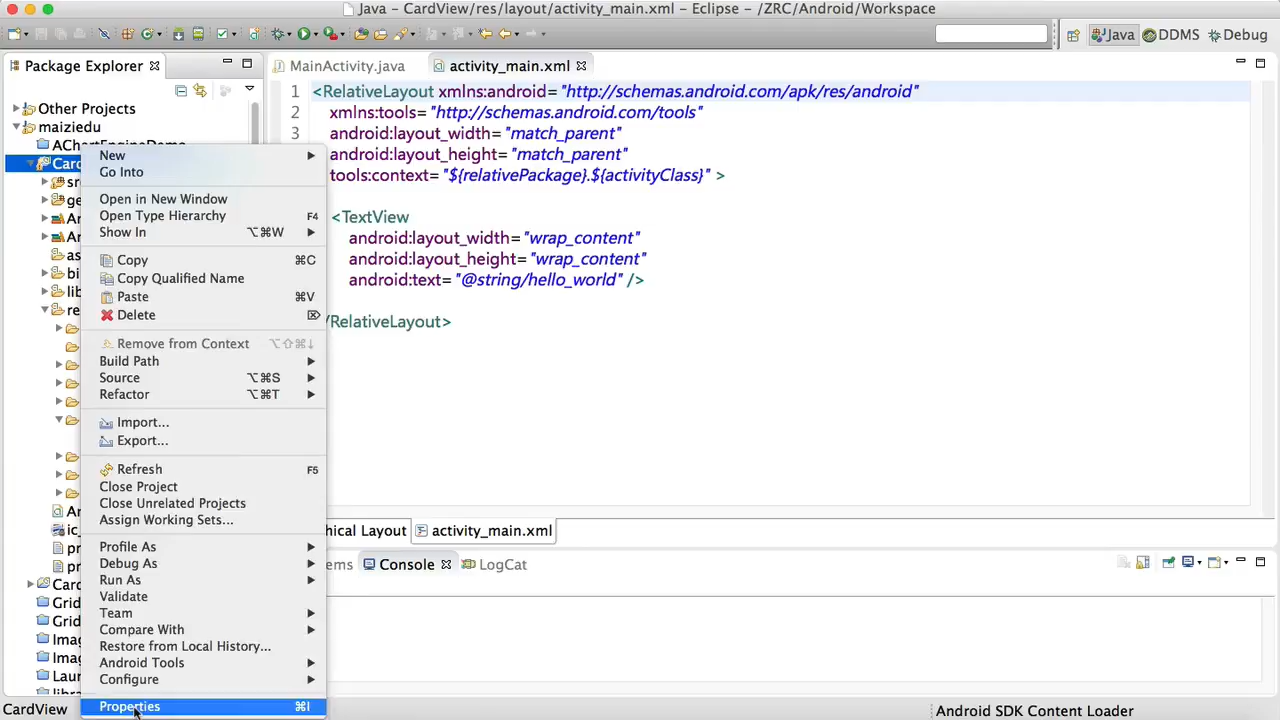 Java - CardView/res/layout/activity_main.xml - Eclipse - /ZRC/Android/Workspace
Java
DDMS
Debug
Package Explorer
MainActivity.java
activity_main.xml
Other Projects
maiziedu
AChartEngineDemo
CardView
New
Go Into
Open in New Window
Open Type Hierarchy F4
Show In ⌥⌘W
Copy ⌘C
Copy Qualified Name
Paste ⌘V
Delete ⌦
Remove from Context ⌥⇧⌘↓
Build Path
Source ⌥⌘S
Refactor ⌥⌘T
Import...
Export...
Refresh F5
Close Project
Close Unrelated Projects
Assign Working Sets...
Profile As
Debug As
Run As
Validate
Team
Compare With
Restore from Local History...
Android Tools
Configure
Properties ⌘I
1 <RelativeLayout xmlns:android="http://schemas.android.com/apk/res/android"
2 xmlns:tools="http://schemas.android.com/tools"
3 android:layout_width="match_parent"
android:layout_height="match_parent"
tools:context="${relativePackage}.${activityClass}" >
<TextView
android:layout_width="wrap_content"
android:layout_height="wrap_content"
android:text="@string/hello_world" />
/RelativeLayout>
hical Layout
activity_main.xml
ems
Console
LogCat
Android SDK Content Loader